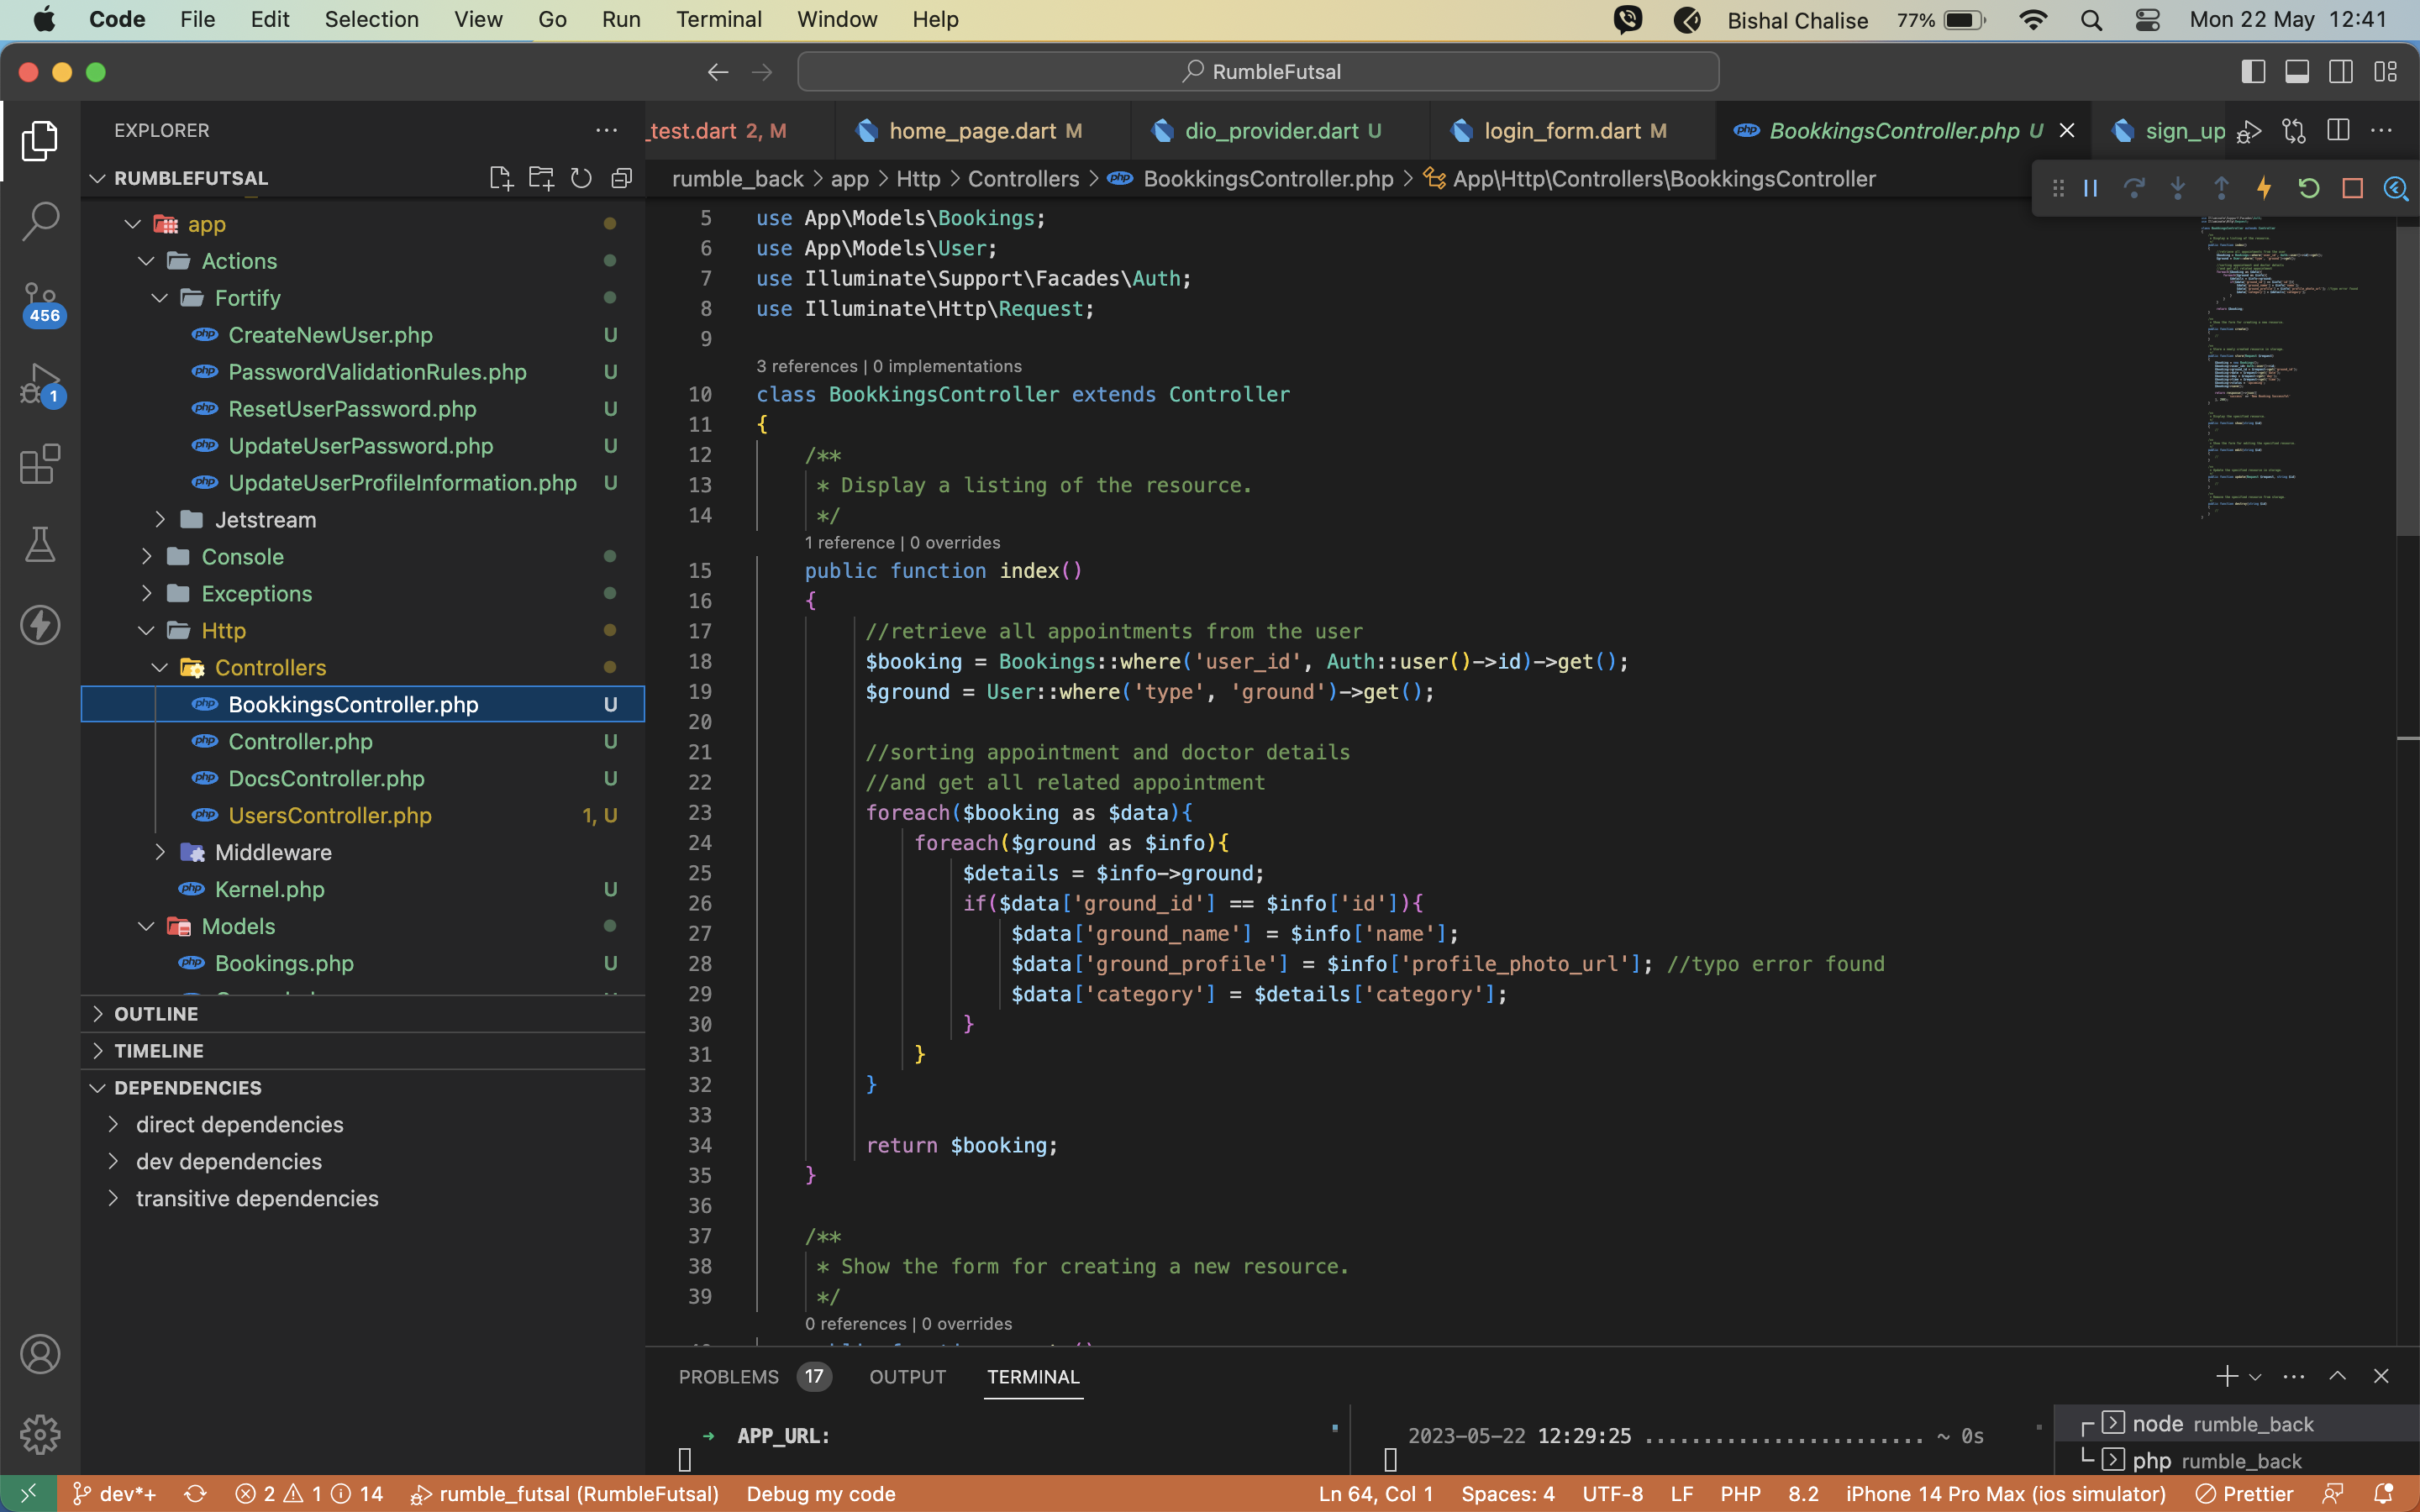 Code File Edit Selection View Go Run Terminal Window Help Bishal Chalise 77% Mon 22 May 12:41
RumbleFutsal
EXPLORER
RUMBLEFUTSAL
app
Actions
Fortify
CreateNewUser.php U
PasswordValidationRules.php U
ResetUserPassword.php U
UpdateUserPassword.php U
UpdateUserProfileInformation.php U
Jetstream
Console
Exceptions
Http
Controllers
BookkingsController.php U
Controller.php U
DocsController.php U
UsersController.php 1, U
Middleware
Kernel.php U
Models
Bookings.php U
OUTLINE
TIMELINE
DEPENDENCIES
direct dependencies
dev dependencies
transitive dependencies
456
1
_test.dart 2, M home_page.dart M dio_provider.dart U login_form.dart M BookkingsController.php U sign_up
rumble_back > app > Http > Controllers > BookkingsController.php > App\Http\Controllers\BookkingsController
5 use App\Models\Bookings;
6 use App\Models\User;
7 use Illuminate\Support\Facades\Auth;
8 use Illuminate\Http\Request;
9
3 references | 0 implementations
10 class BookkingsController extends Controller
11 {
12 /**
13 * Display a listing of the resource.
14 */
1 reference | 0 overrides
15 public function index()
16 {
17 //retrieve all appointments from the user
18 $booking = Bookings::where('user_id', Auth::user()->id)->get();
19 $ground = User::where('type', 'ground')->get();
20
21 //sorting appointment and doctor details
22 //and get all related appointment
23 foreach($booking as $data){
24 foreach($ground as $info){
25 $details = $info->ground;
26 if($data['ground_id'] == $info['id']){
27 $data['ground_name'] = $info['name'];
28 $data['ground_profile'] = $info['profile_photo_url']; //typo error found
29 $data['category'] = $details['category'];
30 }
31 }
32 }
33
34 return $booking;
35 }
36
37 /**
38 * Show the form for creating a new resource.
39 */
0 references | 0 overrides
PROBLEMS 17 OUTPUT TERMINAL
➜ APP_URL:
2023-05-22 12:29:25 ....................... ~ 0s
node rumble_back
php rumble_back
dev*+ 2 1 14 rumble_futsal (RumbleFutsal) Debug my code Ln 64, Col 1 Spaces: 4 UTF-8 LF PHP 8.2 iPhone 14 Pro Max (ios simulator) Prettier